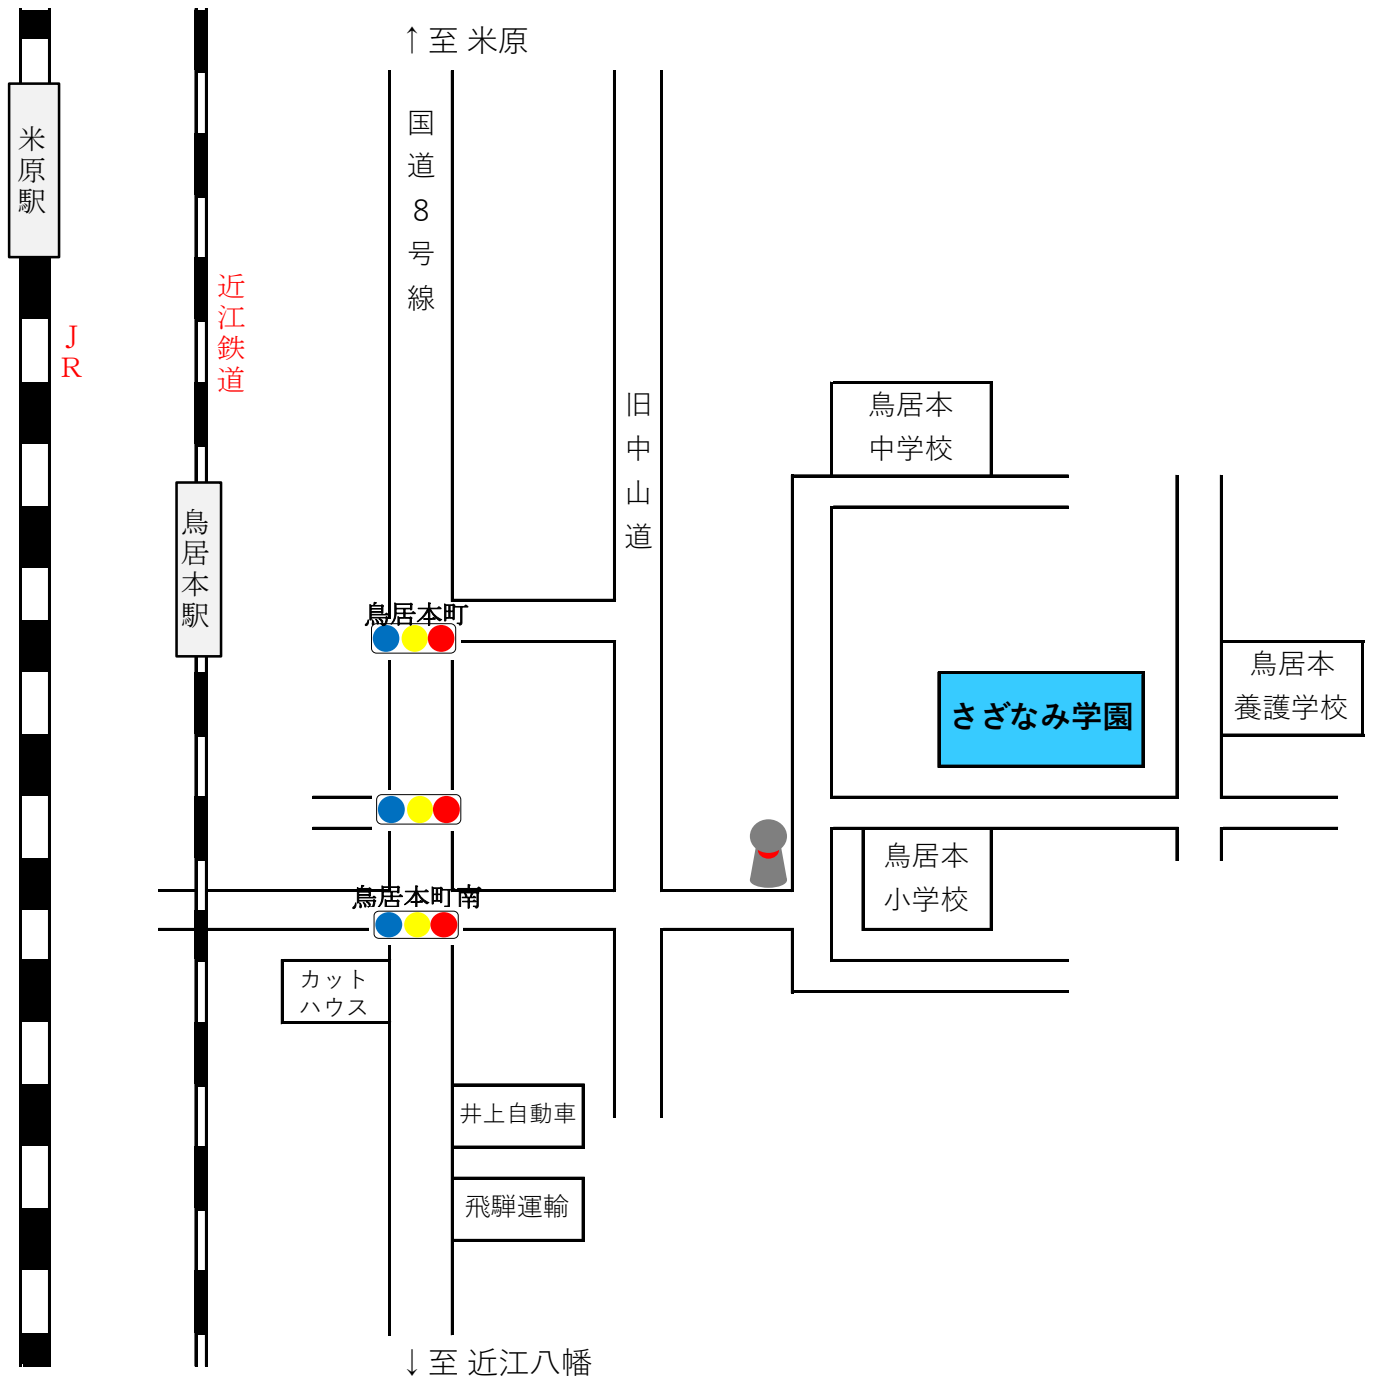 ↑至 米原
米原駅
国道8号線
近江鉄道
JR
旧中山道
鳥居本
中学校
鳥居本駅
鳥居本町
鳥居本
養護学校
さざなみ学園
鳥居本
小学校
鳥居本町南
カット
ハウス
井上自動車
飛騨運輸
↓至 近江八幡